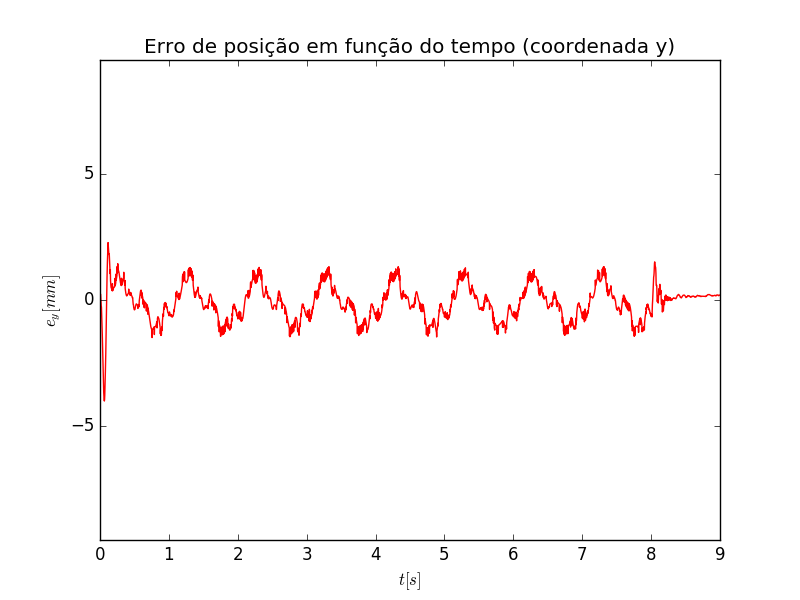 Erro de posição em função do tempo (coordenada y)
5
0
−5
e_y[mm]
0 1 2 3 4 5 6 7 8 9
t[s]